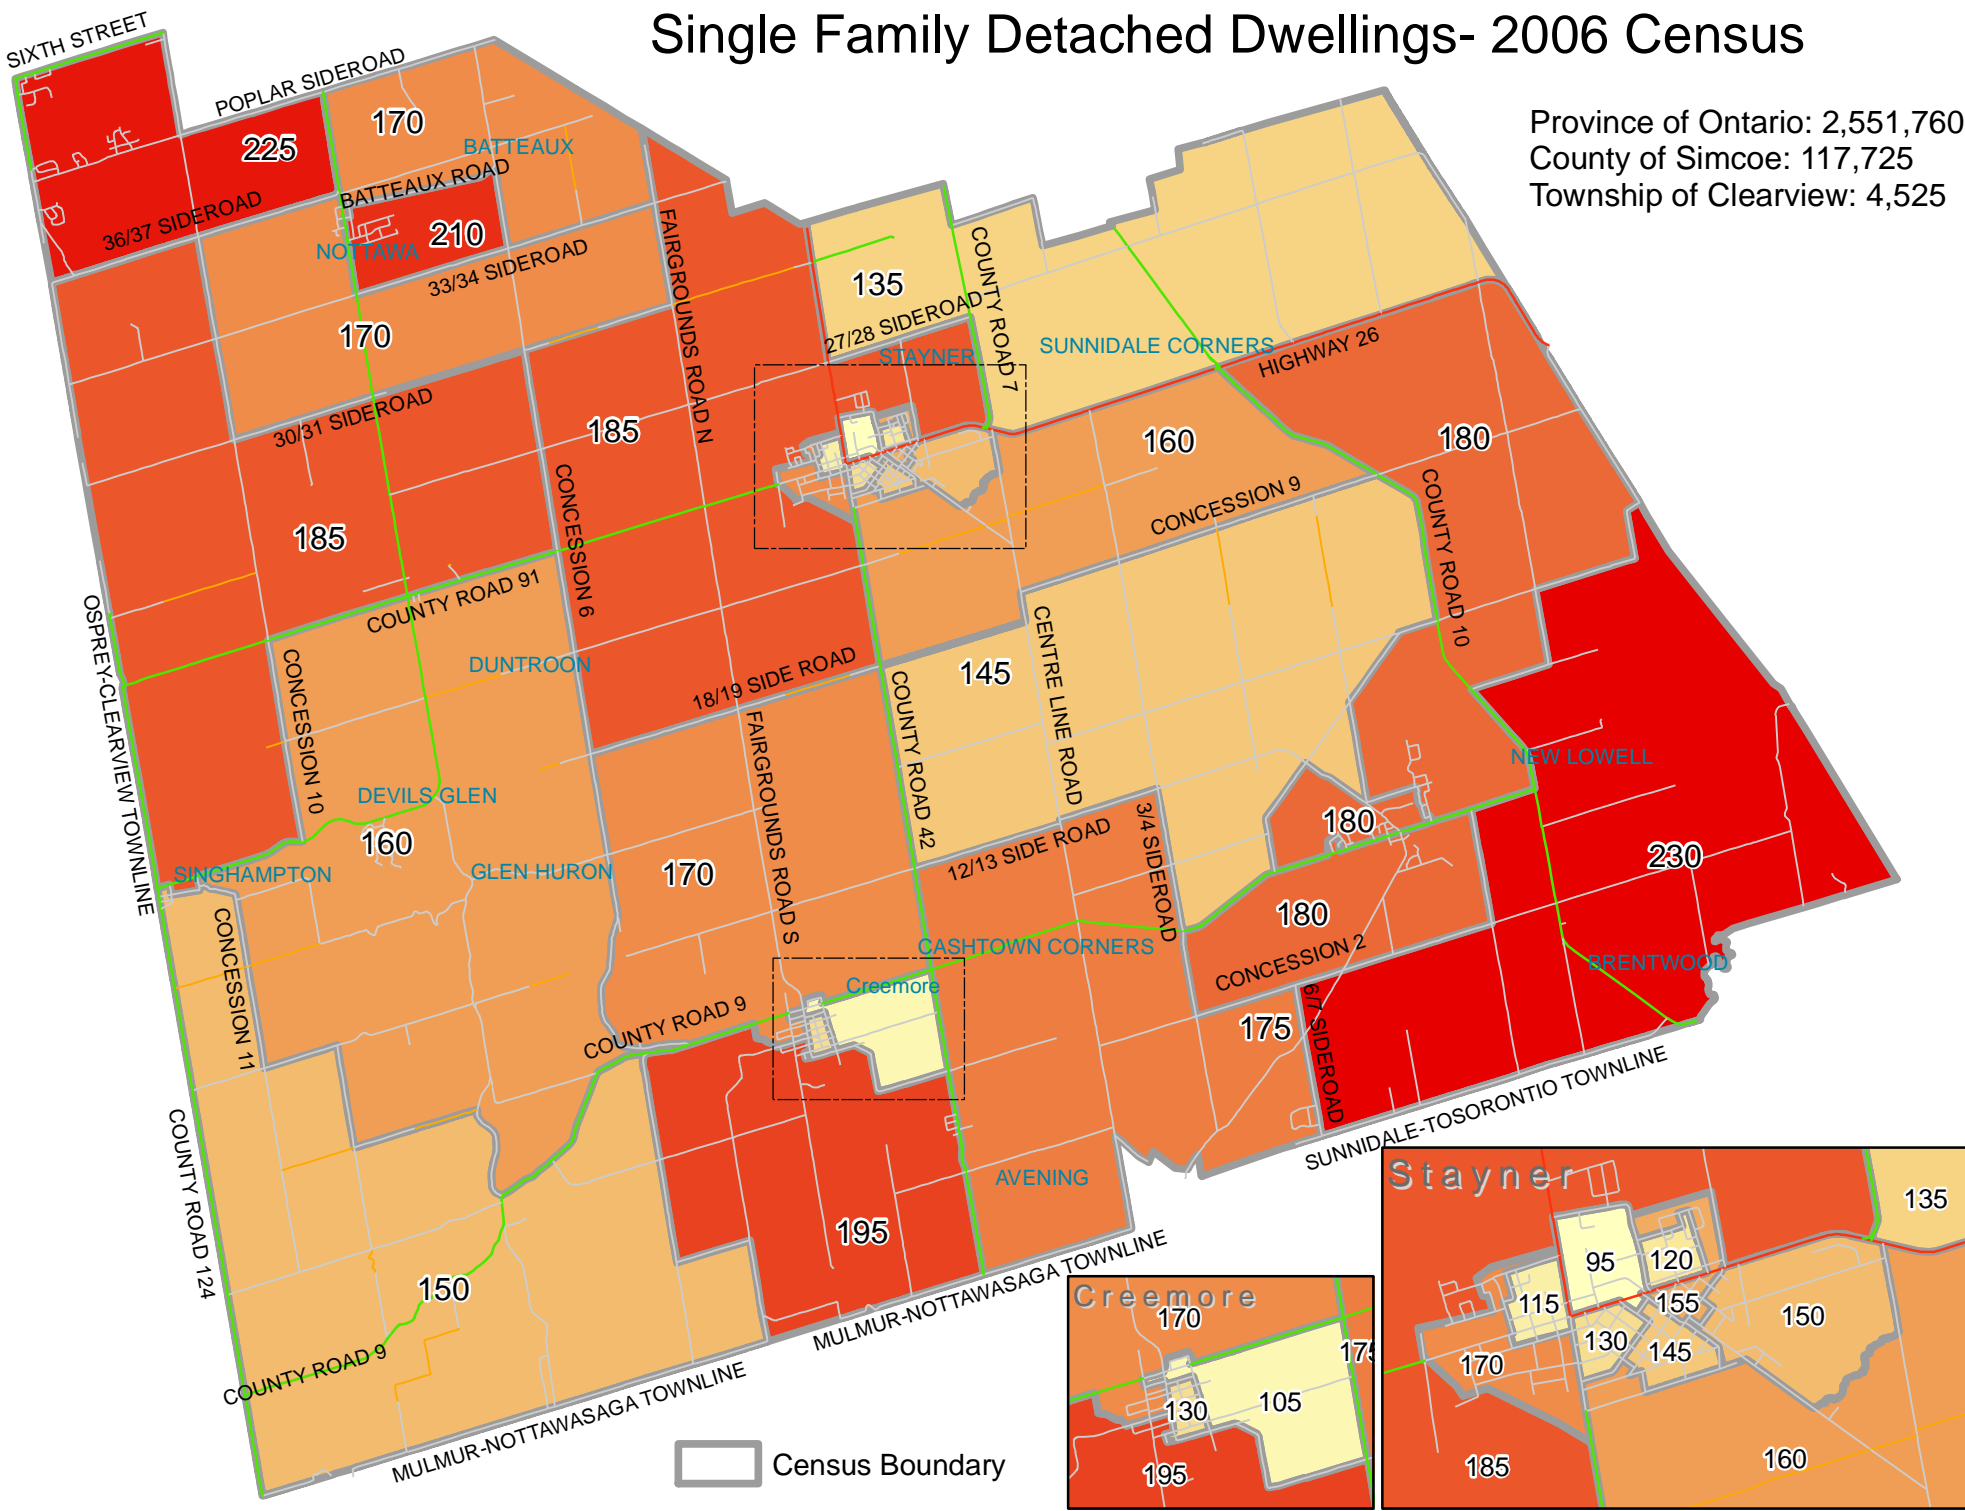 Single Family Detached Dwellings- 2006 Census
Province of Ontario: 2,551,760
County of Simcoe: 117,725
Township of Clearview: 4,525
SIXTH STREET
POPLAR SIDEROAD
225
170
BATTEAUX
BATTEAUX ROAD
36/37 SIDEROAD
NOTTAWA
210
33/34 SIDEROAD
FAIRGROUNDS ROAD N
135
COUNTY ROAD 7
27/28 SIDEROAD
STAYNER
SUNNIDALE CORNERS
HIGHWAY 26
170
30/31 SIDEROAD
185
160
180
CONCESSION 6
CONCESSION 9
COUNTY ROAD 10
185
COUNTY ROAD 91
OSPREY-CLEARVIEW TOWNLINE
CONCESSION 10
DUNTROON
18/19 SIDE ROAD
145
CENTRE LINE ROAD
COUNTY ROAD 42
FAIRGROUNDS ROAD S
NEW LOWELL
DEVILS GLEN
160
SINGHAMPTON
GLEN HURON
170
12/13 SIDE ROAD
3/4 SIDEROAD
180
230
180
CONCESSION 11
CASHTOWN CORNERS
CONCESSION 2
BRENTWOOD
Creemore
COUNTY ROAD 9
175
6/7 SIDEROAD
SUNNIDALE-TOSORONTIO TOWNLINE
COUNTY ROAD 124
AVENING
195
150
COUNTY ROAD 9
MULMUR-NOTTAWASAGA TOWNLINE
MULMUR-NOTTAWASAGA TOWNLINE
Census Boundary
Creemore
170
175
130
105
195
Stayner
135
95
120
115
155
150
130
145
170
185
160